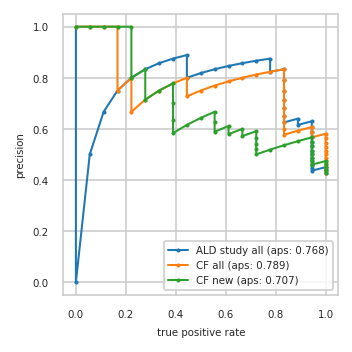 1.0
0.8
0.6
0.4
0.2
0.0
precision
0.0 0.2 0.4 0.6 0.8 1.0
true positive rate
ALD study all (aps: 0.768)
CF all (aps: 0.789)
CF new (aps: 0.707)